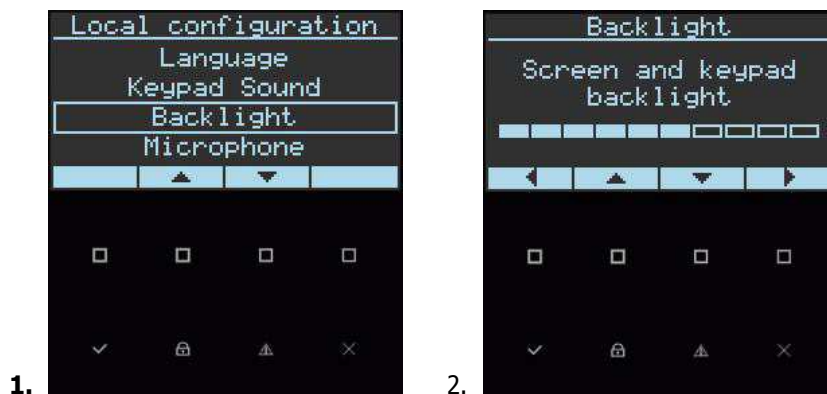 Local configuration
Language
Keypad Sound
Backlight
Microphone
1.
Backlight
Screen and keypad
backlight
2.